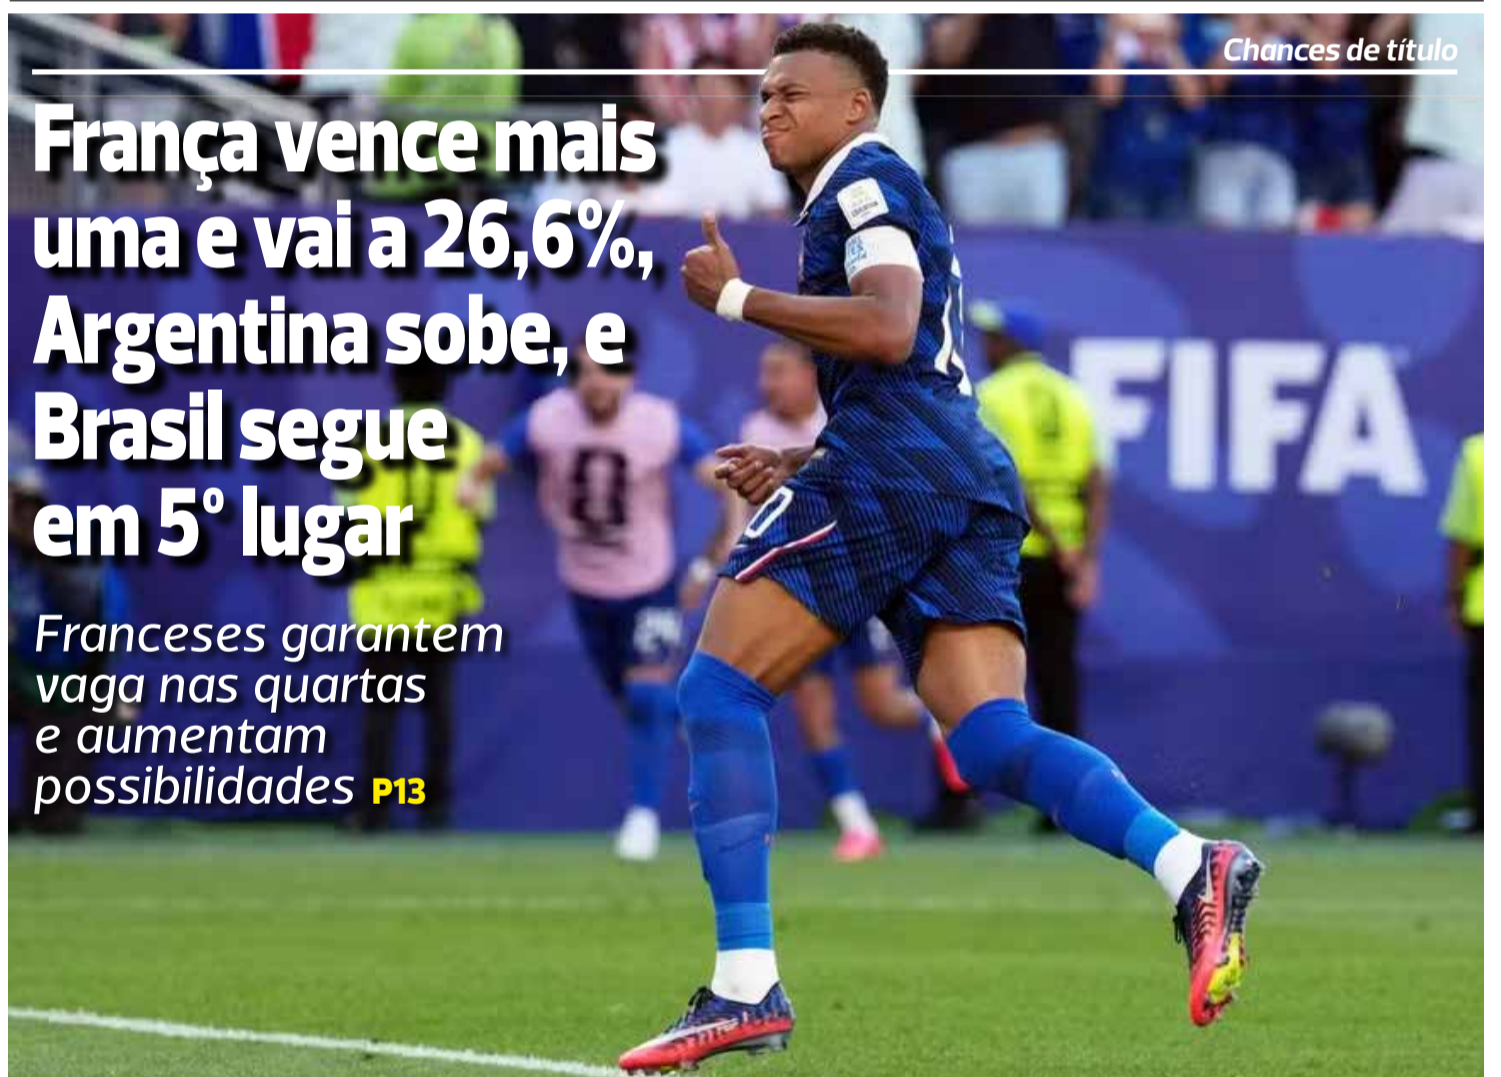 Chances de título
França vence mais
uma e vai a 26,6%,
Argentina sobe, e
Brasil segue
em 5º lugar
Franceses garantem
vaga nas quartas
e aumentam
possibilidades P13
FIFA